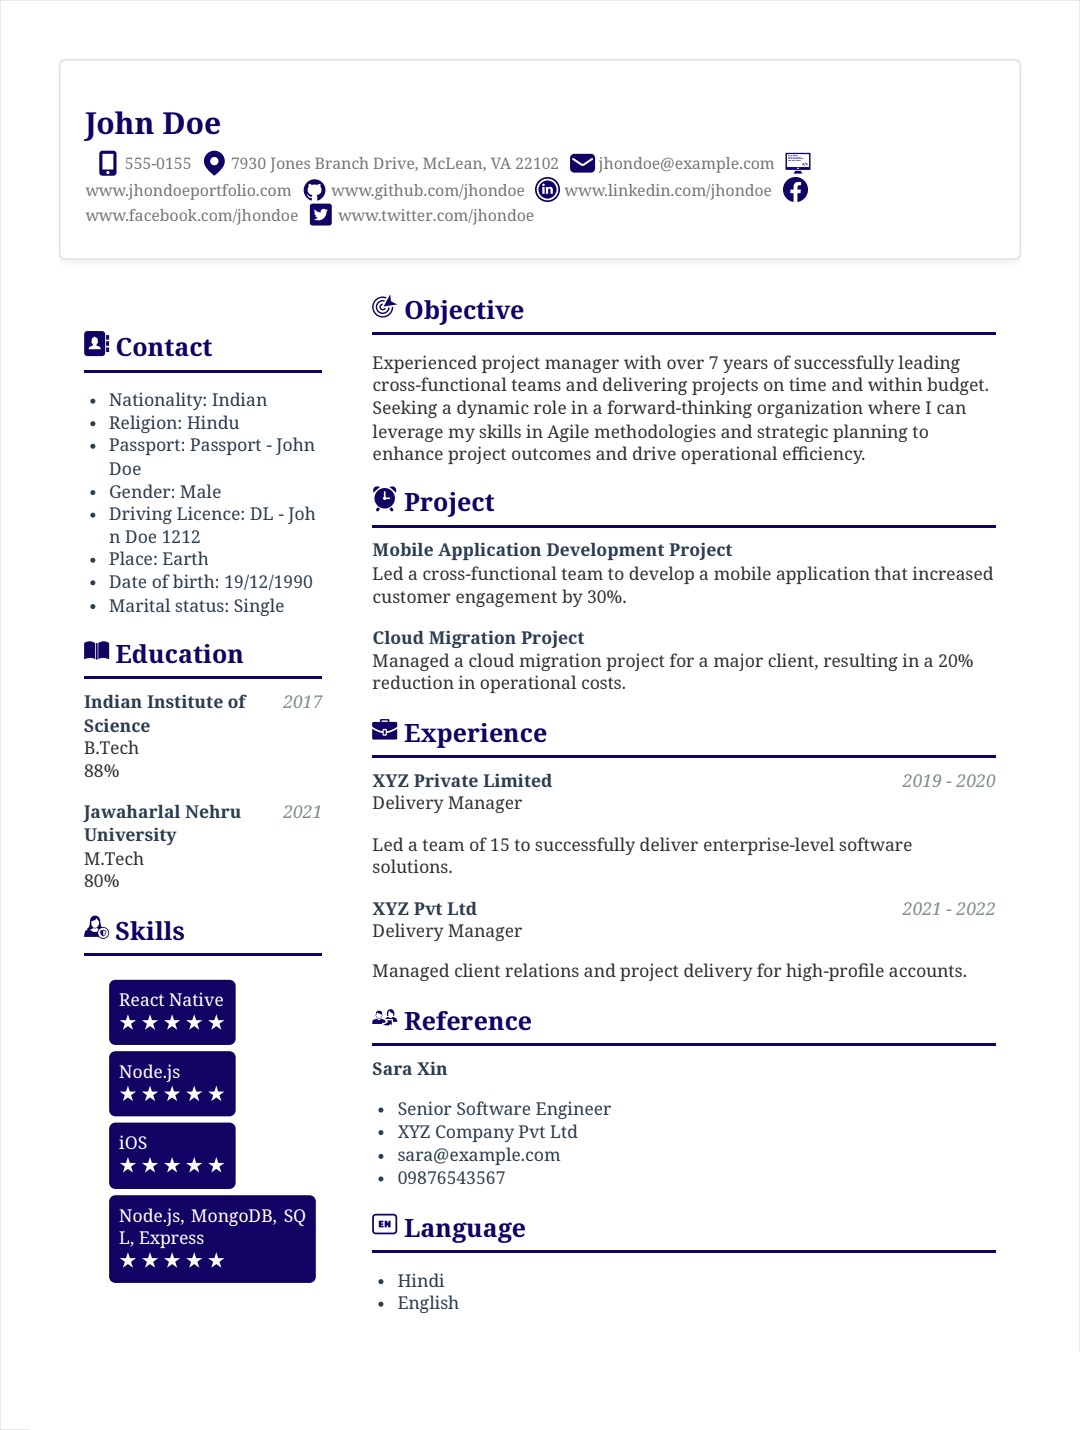 John Doe
555-0155 7930 Jones Branch Drive, McLean, VA 22102 jhondoe@example.com
www.jhondoeportfolio.com www.github.com/jhondoe www.linkedin.com/jhondoe
www.facebook.com/jhondoe www.twitter.com/jhondoe
Contact
• Nationality: Indian
• Religion: Hindu
• Passport: Passport - John
Doe
• Gender: Male
• Driving Licence: DL - Joh
n Doe 1212
• Place: Earth
• Date of birth: 19/12/1990
• Marital status: Single
Education
Indian Institute of 2017
Science
B.Tech
88%
Jawaharlal Nehru 2021
University
M.Tech
80%
Skills
React Native
★ ★ ★ ★ ★
Node.js
★ ★ ★ ★ ★
iOS
★ ★ ★ ★ ★
Node.js, MongoDB, SQ
L, Express
★ ★ ★ ★ ★
Objective
Experienced project manager with over 7 years of successfully leading
cross-functional teams and delivering projects on time and within budget.
Seeking a dynamic role in a forward-thinking organization where I can
leverage my skills in Agile methodologies and strategic planning to
enhance project outcomes and drive operational efficiency.
Project
Mobile Application Development Project
Led a cross-functional team to develop a mobile application that increased
customer engagement by 30%.
Cloud Migration Project
Managed a cloud migration project for a major client, resulting in a 20%
reduction in operational costs.
Experience
XYZ Private Limited 2019 - 2020
Delivery Manager
Led a team of 15 to successfully deliver enterprise-level software
solutions.
XYZ Pvt Ltd 2021 - 2022
Delivery Manager
Managed client relations and project delivery for high-profile accounts.
Reference
Sara Xin
• Senior Software Engineer
• XYZ Company Pvt Ltd
• sara@example.com
• 09876543567
EN Language
• Hindi
• English